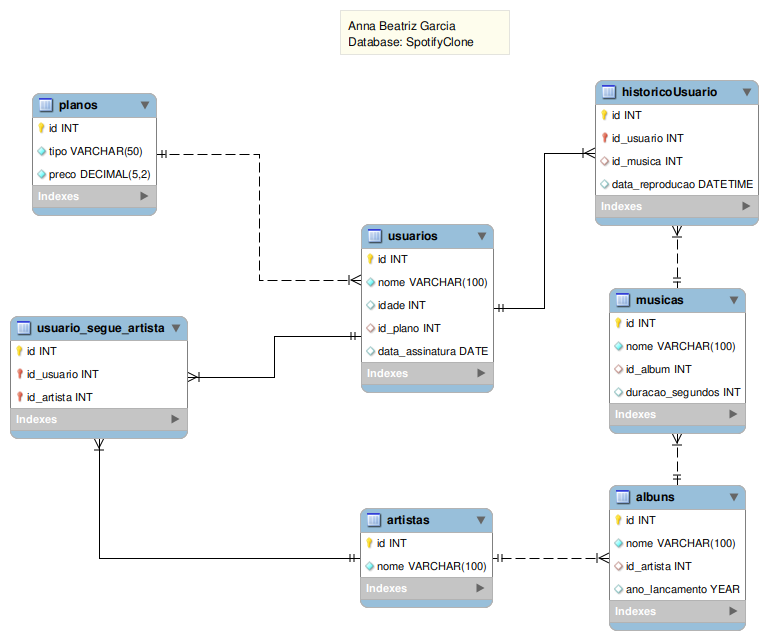 Anna Beatriz Garcia
Database: SpotifyClone
planos
id INT
tipo VARCHAR(50)
preco DECIMAL(5,2)
Indexes
historicoUsuario
id INT
id_usuario INT
id_musica INT
data_reproducao DATETIME
Indexes
usuarios
id INT
nome VARCHAR(100)
idade INT
id_plano INT
data_assinatura DATE
Indexes
musicas
id INT
nome VARCHAR(100)
id_album INT
duracao_segundos INT
Indexes
usuario_segue_artista
id INT
id_usuario INT
id_artista INT
Indexes
artistas
id INT
nome VARCHAR(100)
Indexes
albuns
id INT
nome VARCHAR(100)
id_artista INT
ano_lancamento YEAR
Indexes